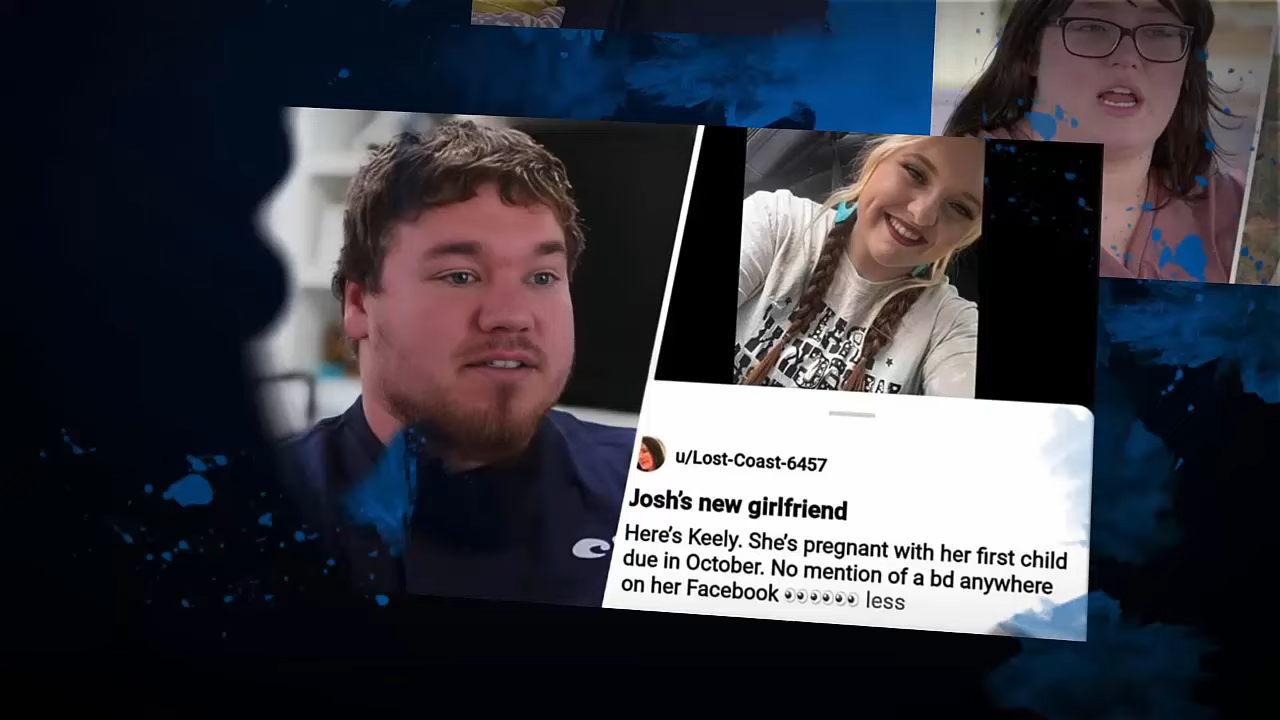 u/Lost-Coast-6457
Josh's new girlfriend
Here's Keely. She's pregnant with her first child
due in October. No mention of a bd anywhere
on her Facebook 👀👀👀 less